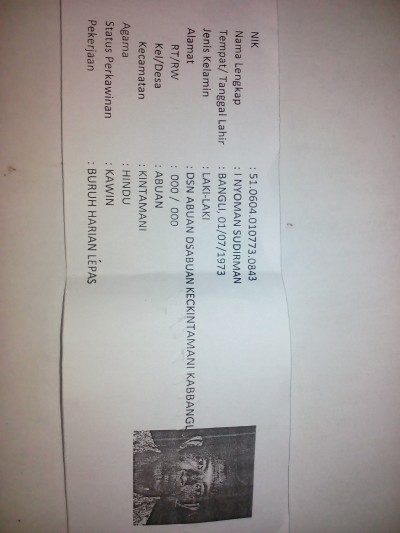 NIK : 51.0604.010773.0843
Nama Lengkap : I NYOMAN SUDIRMAN
Tempat/ Tanggal Lahir : BANGLI, 01/07/1973
Jenis Kelamin : LAKI-LAKI
Alamat : DSN ABUAN DSABUAN KECKINTAMANI KABBANGLI
RT/RW : 000 / 000
Kel/Desa : ABUAN
Kecamatan : KINTAMANI
Agama : HINDU
Status Perkawinan : KAWIN
Pekerjaan : BURUH HARIAN LEPAS